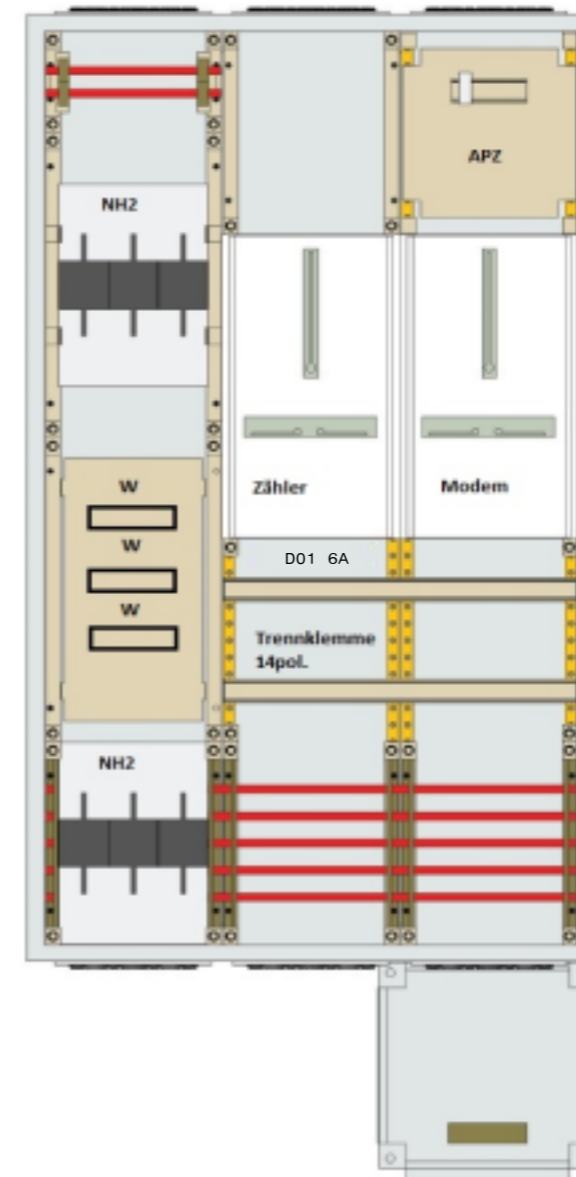 NH2
APZ
Zähler
Modem
W
W
W
D01 6A
Trennklemme
14pol.
NH2